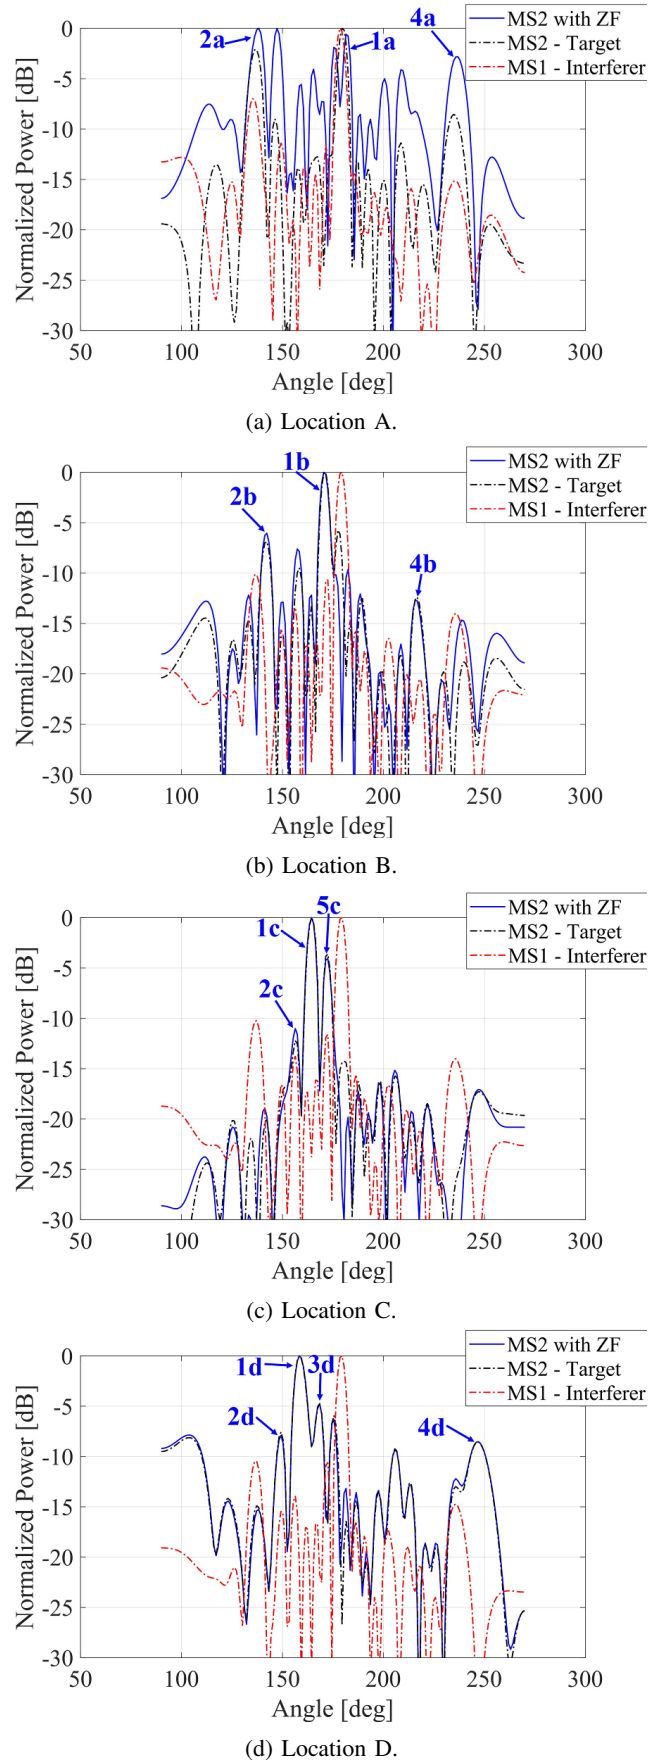 0
-5
-10
-15
-20
-25
-30
50
100
150
200
250
300
Normalized Power [dB]
Angle [deg]
2a
1a
4a
MS2 with ZF
MS2 - Target
MS1 - Interferer
(a) Location A.
0
-5
-10
-15
-20
-25
-30
50
100
150
200
250
300
Normalized Power [dB]
Angle [deg]
1b
2b
4b
MS2 with ZF
MS2 - Target
MS1 - Interferer
(b) Location B.
0
-5
-10
-15
-20
-25
-30
50
100
150
200
250
300
Normalized Power [dB]
Angle [deg]
5c
1c
2c
MS2 with ZF
MS2 - Target
MS1 - Interferer
(c) Location C.
0
-5
-10
-15
-20
-25
-30
50
100
150
200
250
300
Normalized Power [dB]
Angle [deg]
1d
3d
2d
4d
MS2 with ZF
MS2 - Target
MS1 - Interferer
(d) Location D.